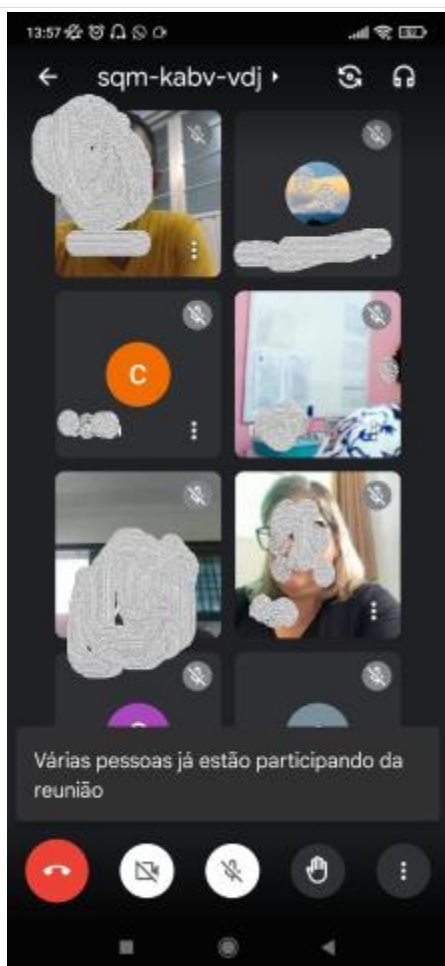 13:57
sqm-kabv-vdj
C
Várias pessoas já estão participando da
reunião